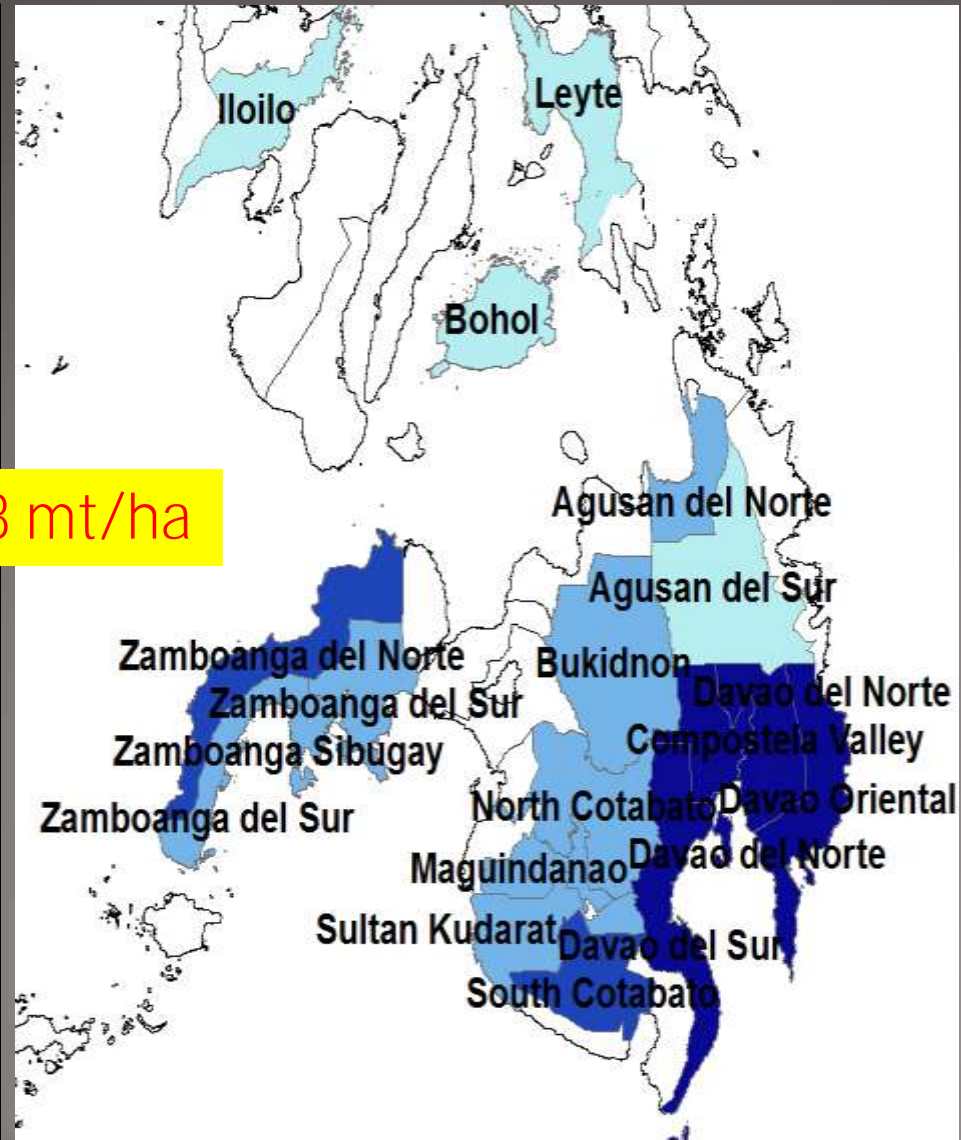 Iloilo
Leyte
Bohol
3 mt/ha
Agusan del Norte
Agusan del Sur
Zamboanga del Norte
Bukidnon
Davao del Norte
Zamboanga del Sur
Compostela Valley
Zamboanga Sibugay
North Cotabato
Davao Oriental
Zamboanga del Sur
Maguindanao
Davao del Norte
Sultan Kudarat
Davao del Sur
South Cotabato